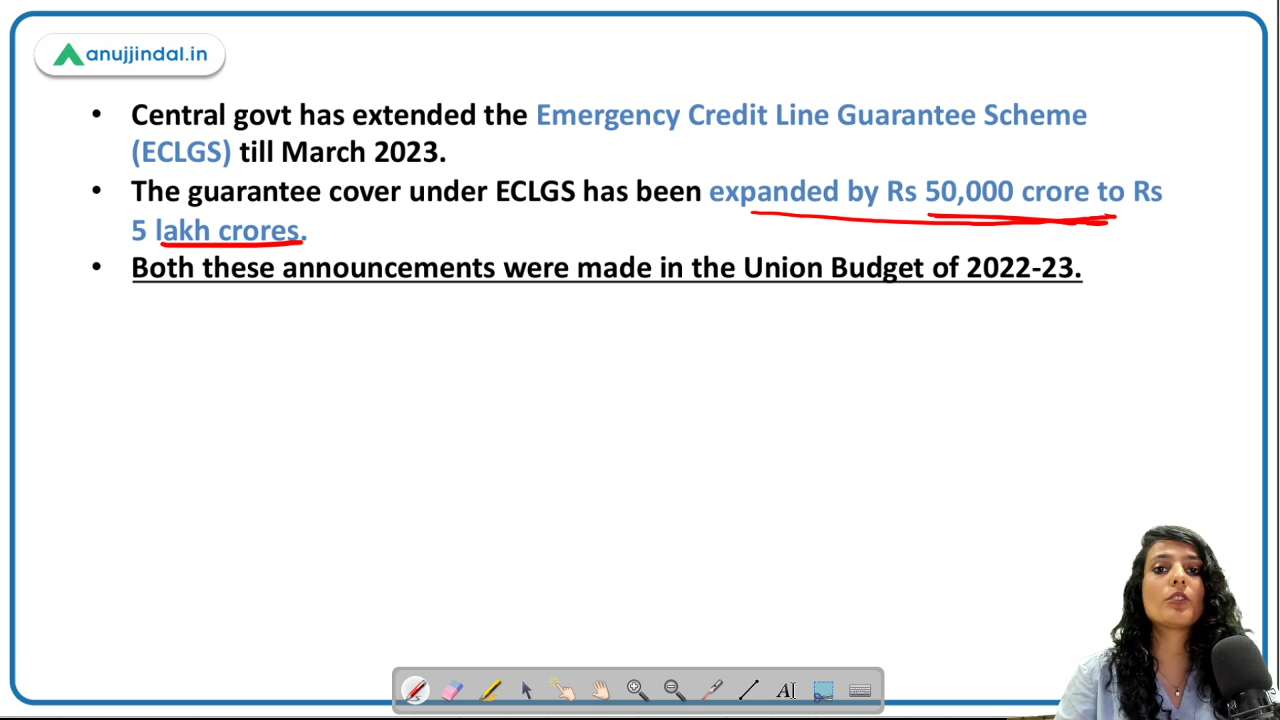 anujjindal.in
• Central govt has extended the Emergency Credit Line Guarantee Scheme
(ECLGS) till March 2023.
• The guarantee cover under ECLGS has been expanded by Rs 50,000 crore to Rs
5 lakh crores.
• Both these announcements were made in the Union Budget of 2022-23.